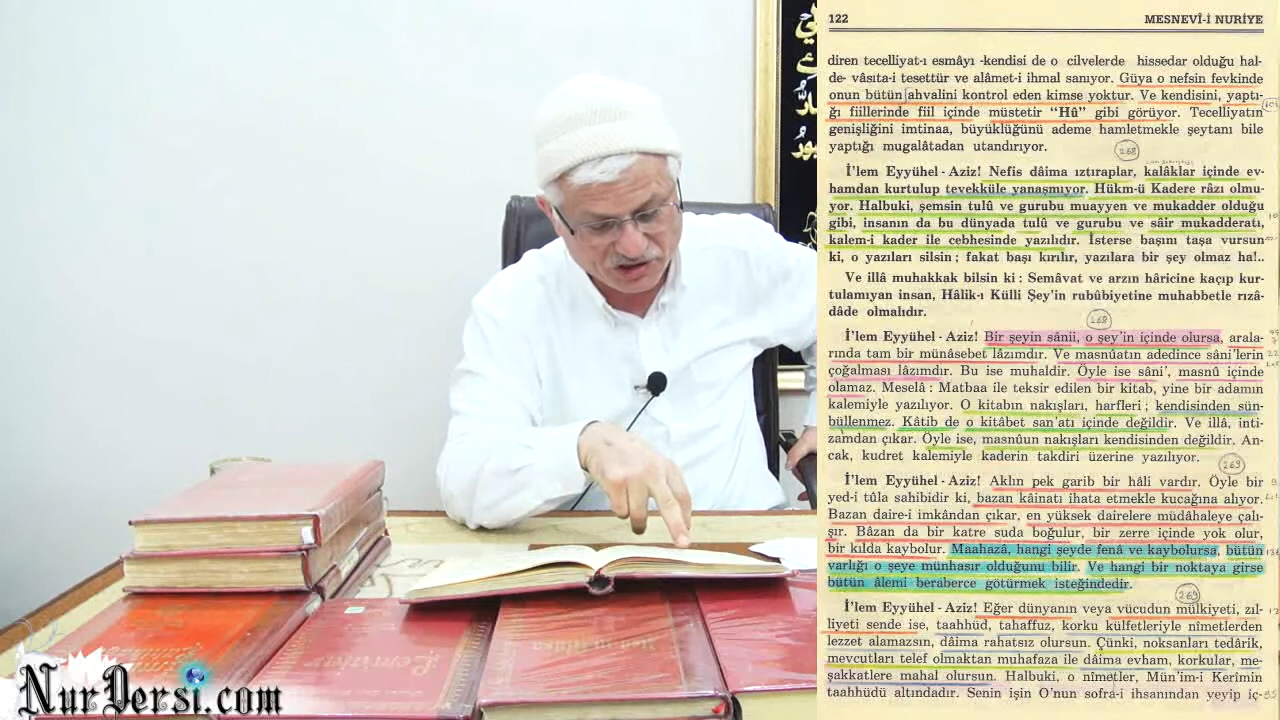 122
MESNEVÎ-İ NURİYE
diren tecelliyat-ı esmâyı -kendisi de o cilvelerde hissedar olduğu hal-
de- vâsıta-i tesettür ve alâmet-i ihmal sanıyor. Güya o nefsin fevkinde
onun bütün ahvalini kontrol eden kimse yoktur. Ve kendisini, yaptı-
ğı fiillerinde fiil içinde müstetir “Hû” gibi görüyor. Tecelliyatın
genişliğini imtinaa, büyüklüğünü ademe hamletmekle şeytanı bile
yaptığı mugalâtadan utandırıyor.
268
İ’lem Eyyühel - Aziz! Nefis dâima ıztıraplar, kalâklar içinde ev-
hamdan kurtulup tevekküle yanaşmıyor. Hükm-ü Kadere râzı olmu-
yor. Halbuki, şemsin tulû ve gurubu muayyen ve mukadder olduğu
gibi, insanın da bu dünyada tulû ve gurubu ve sâir mukadderatı,
kalem-i kader ile cebhesinde yazılıdır. İsterse başını taşa vursun
ki, o yazıları silsin ; fakat başı kırılır, yazılara bir şey olmaz ha!..
Ve illâ muhakkak bilsin ki : Semâvat ve arzın hâricine kaçıp kur-
tulamıyan insan, Hâlik-ı Külli Şey’in rubûbiyetine muhabbetle rızâ-
dâde olmalıdır.
268
İ’lem Eyyühel - Aziz! Bir şeyin sânii, o şey’in içinde olursa, arala-
rında tam bir münâsebet lâzımdır. Ve masnûatın adedince sâni’lerin
çoğalması lâzımdır. Bu ise muhaldir. Öyle ise sâni’, masnû içinde
olamaz. Meselâ : Matbaa ile teksir edilen bir kitab, yine bir adamın
kalemiyle yazılıyor. O kitabın nakışları, harfleri ; kendisinden sün-
büllenmez. Kâtib de o kitâbet san’atı içinde değildir. Ve illâ, inti-
zamdan çıkar. Öyle ise, masnûun nakışları kendisinden değildir. An-
cak, kudret kalemiyle kaderin takdiri üzerine yazılıyor.
269
İ’lem Eyyühel - Aziz! Aklın pek garib bir hâli vardır. Öyle bir
yed-i tûla sahibidir ki, bazan kâinatı ihata etmekle kucağına alıyor.
Bazan daire-i imkândan çıkar, en yüksek dairelere müdâhaleye çalı-
şır. Bâzan da bir katre suda boğulur, bir zerre içinde yok olur,
bir kılda kaybolur. Maahazâ, hangi şeyde fenâ ve kaybolursa, bütün
varlığı o şeye münhasır olduğunu bilir. Ve hangi bir noktaya girse
bütün âlemi beraberce götürmek isteğindedir.
269
İ’lem Eyyühel - Aziz! Eğer dünyanın veya vücudun mülkiyeti, zıl-
liyeti sende ise, taahhüd, tahaffuz, korku külfetleriyle nîmetlerden
lezzet alamazsın, dâima rahatsız olursun. Çünki, noksanları tedârik,
mevcutları telef olmaktan muhafaza ile dâima evham, korkular, me-
şakkatlere mahal olursun. Halbuki, o nîmetler, Mün’im-i Kerimin
taahhüdü altındadır. Senin işin O’nun sofra-i ihsanından yeyip iç-
Lem'alar
NurDersi.com